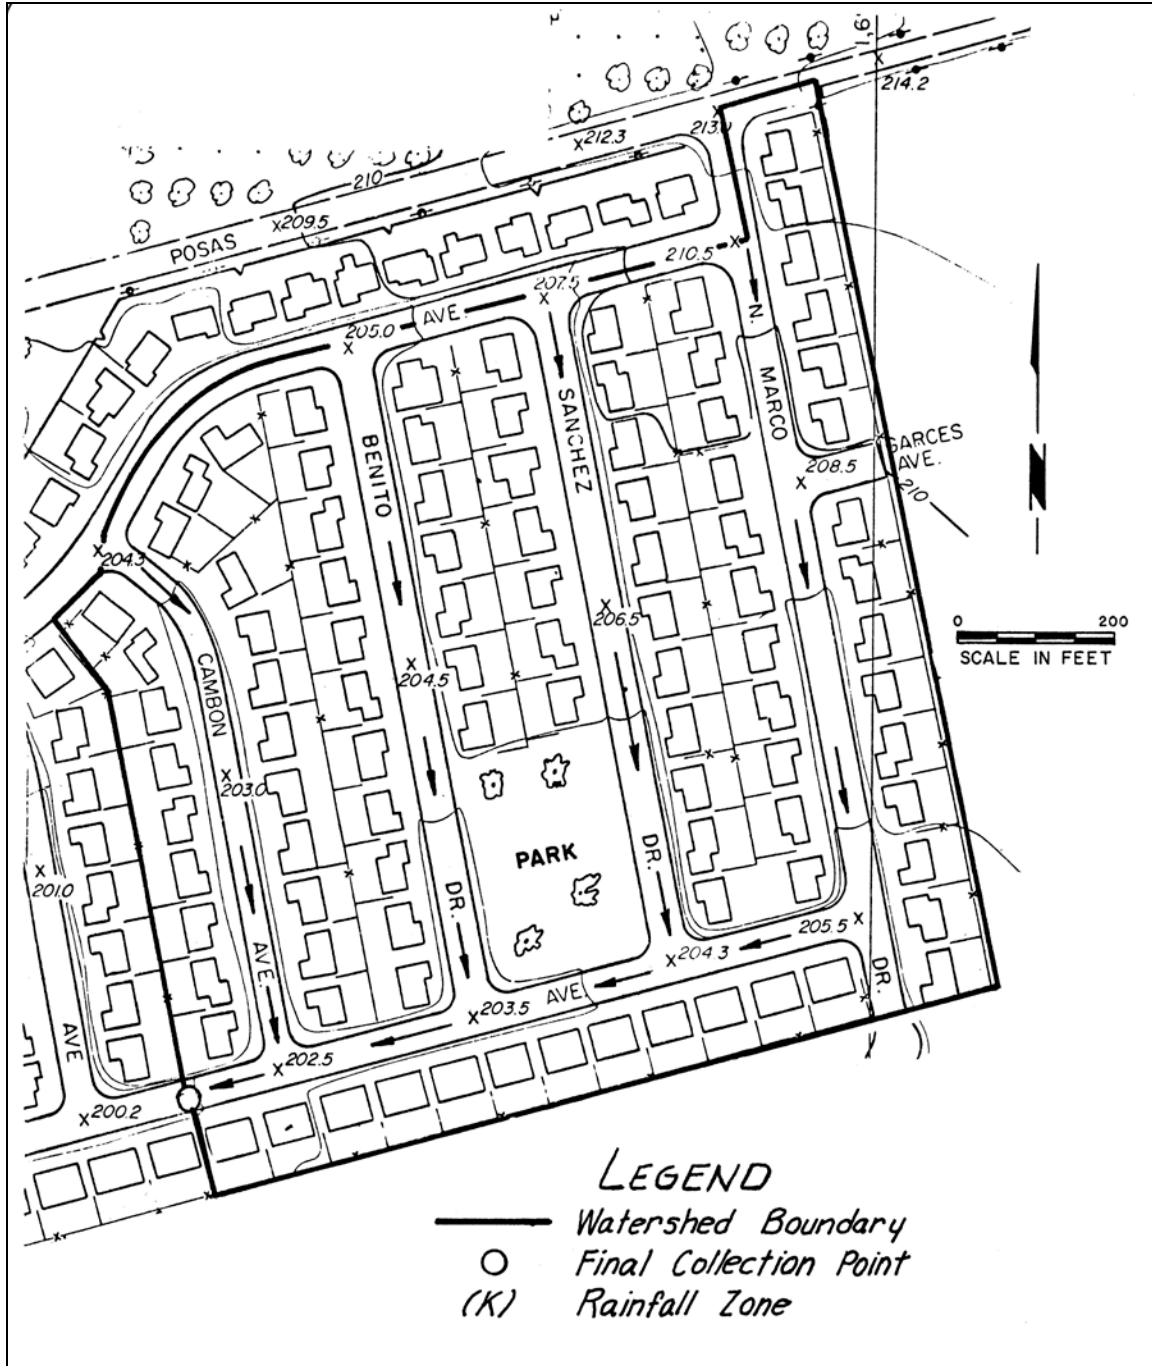 1,6
214.2
213.0
212.3
210
209.5
POSAS
210.5
207.5
AVE.
205.0
N.
MARCO
SANCHEZ
BENITO
GARCES
AVE.
208.5
210
204.3
206.5
204.5
CAMBON
203.0
0 200
SCALE IN FEET
N
PARK
DR.
201.0
DR.
205.5
204.3
DR.
AVE.
AVE.
203.5
AVE
202.5
200.2
LEGEND
Watershed Boundary
Final Collection Point
(K) Rainfall Zone